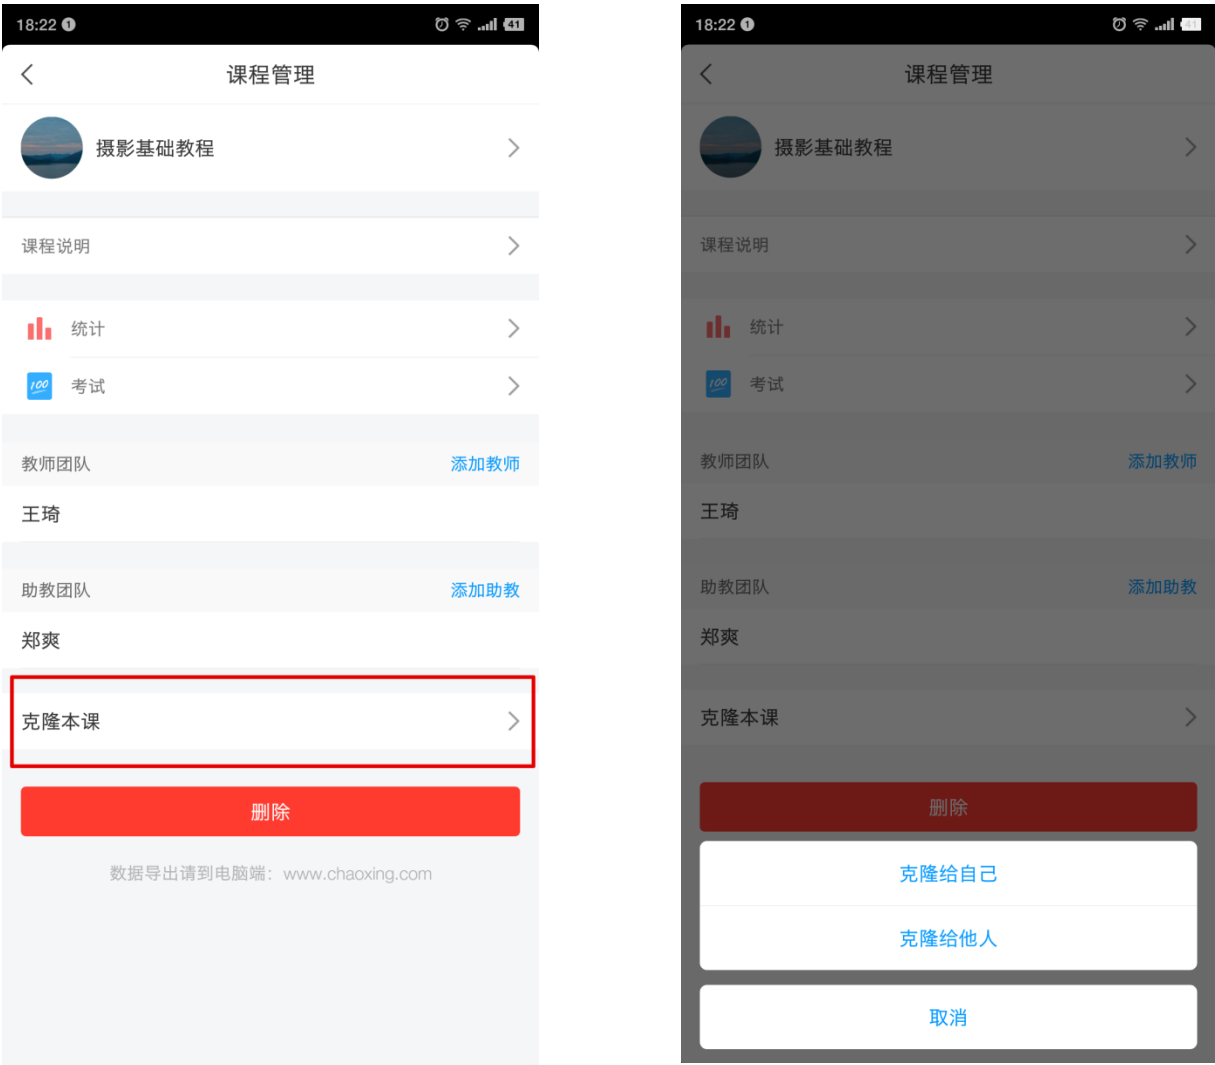 18:22 1 41
课程管理
摄影基础教程
课程说明
统计
100 考试
教师团队 添加教师
王琦
助教团队 添加助教
郑爽
克隆本课
删除
数据导出请到电脑端：www.chaoxing.com
18:22 1 41
课程管理
摄影基础教程
课程说明
统计
100 考试
教师团队 添加教师
王琦
助教团队 添加助教
郑爽
克隆本课
删除
克隆给自己
克隆给他人
取消